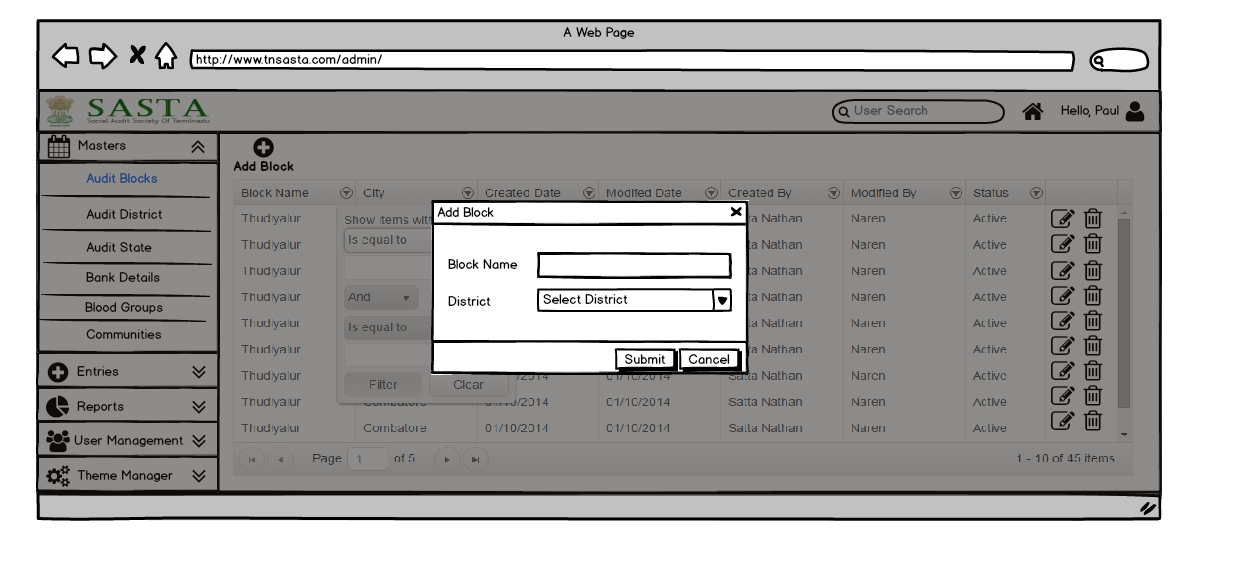 A Web Page
http://www.tnsasta.com/admin/
SASTA
Social Audit Society Of Tamilnadu
User Search
Hello, Paul
Masters
Audit Blocks
Audit District
Audit State
Bank Details
Blood Groups
Communities
Entries
Reports
User Management
Theme Manager
Add Block
Block Name City Created Date Modifed Date Created By Modified By Status
Thudiyalur Show items with Nathan Naren Active
Thudiyalur Is equal to Nathan Naren Active
Thudiyalur Nathan Naren Active
Thudiyalur And Nathan Naren Active
Thudiyalur Is equal to Nathan Naren Active
Thudiyalur Nathan Naren Active
Thudiyalur Filter Clear /2014 01/10/2014 Satta Nathan Naren Active
Thudiyalur Combatore 01/10/2014 01/10/2014 Satta Nathan Naren Active
Thudiyalur Combatore 01/10/2014 01/10/2014 Satta Nathan Naren Active
Page 1 of 5
1 - 10 of 45 items
Add Block
Block Name
District Select District
Submit Cancel